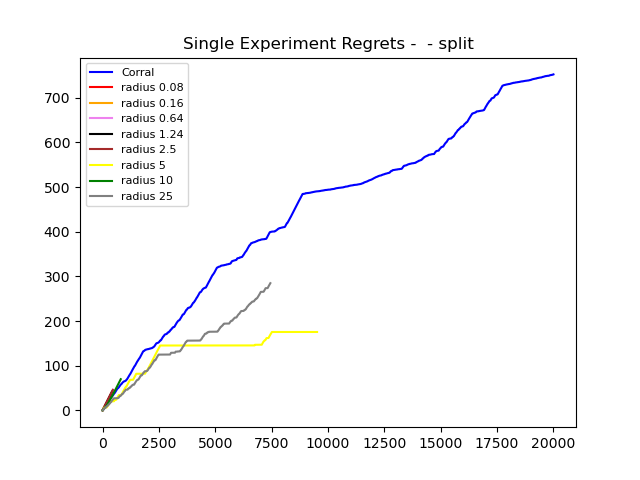 Single Experiment Regrets -  - split
Corral
radius 0.08
radius 0.16
radius 0.64
radius 1.24
radius 2.5
radius 5
radius 10
radius 25
700
600
500
400
300
200
100
0
0 2500 5000 7500 10000 12500 15000 17500 20000